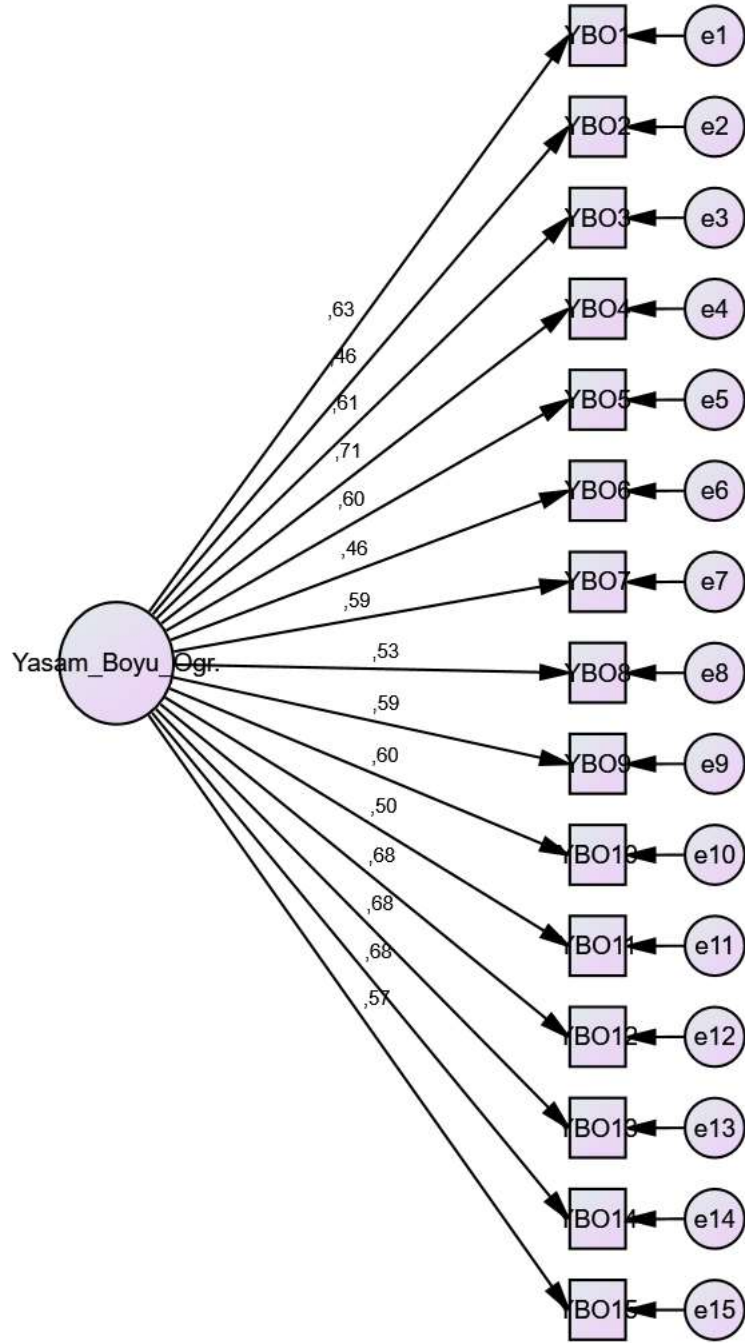 YBO1 e1
YBO2 e2
YBO3 e3
,63
YBO4 e4
,46
,61
YBO5 e5
,71
YBO6 e6
,60
,46
YBO7 e7
,59
,53
Yasam_Boyu_Ogr.
YBO8 e8
,59
,60
YBO9 e9
,50
YBO10 e10
,68
,68
YBO11 e11
,68
,57
YBO12 e12
YBO13 e13
YBO14 e14
YBO15 e15